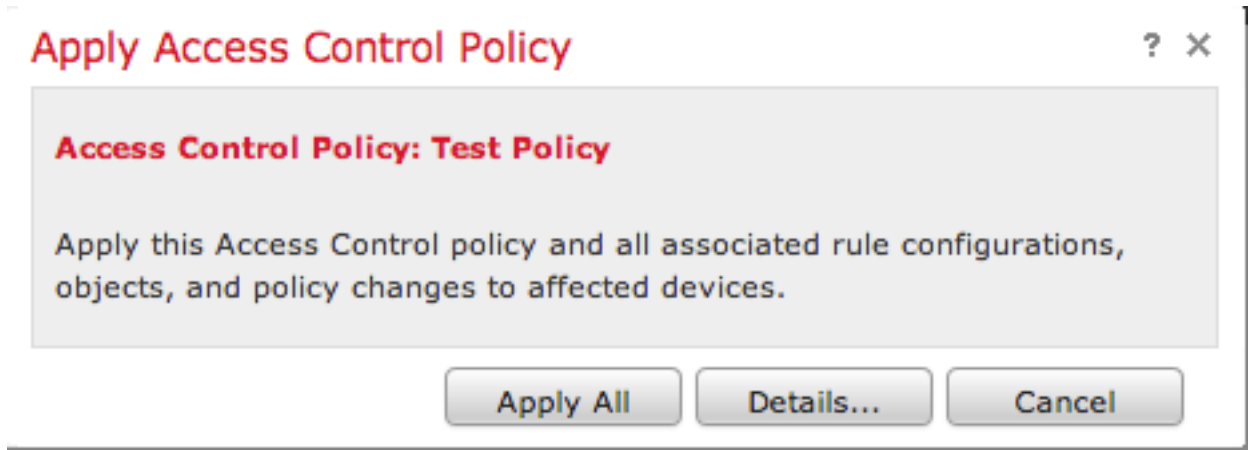 Apply Access Control Policy ? ×
Access Control Policy: Test Policy
Apply this Access Control policy and all associated rule configurations,
objects, and policy changes to affected devices.
Apply All Details... Cancel